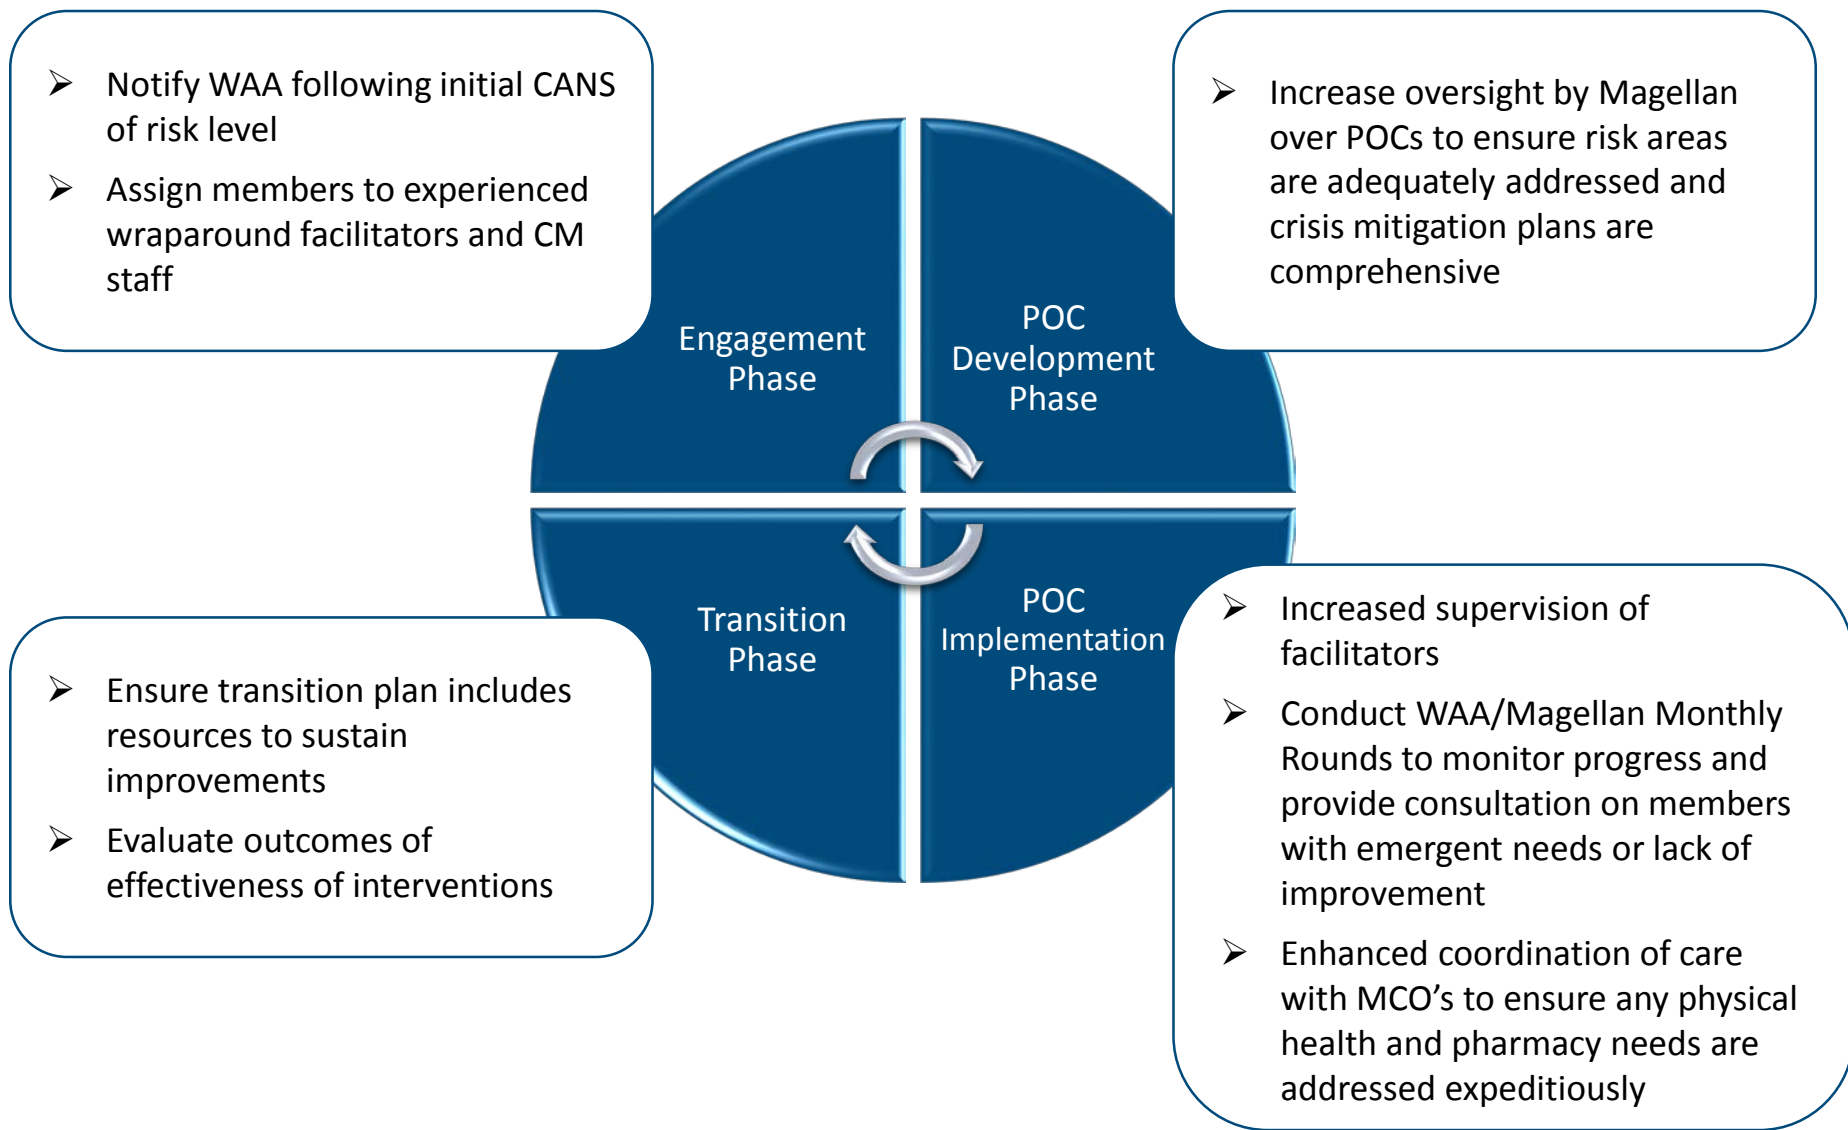 Notify WAA following initial CANS
of risk level
Assign members to experienced
wraparound facilitators and CM
staff
Increase oversight by Magellan
over POCs to ensure risk areas
are adequately addressed and
crisis mitigation plans are
comprehensive
Engagement
Phase
POC
Development
Phase
Transition
Phase
POC
Implementation
Phase
Ensure transition plan includes
resources to sustain
improvements
Evaluate outcomes of
effectiveness of interventions
Increased supervision of
facilitators
Conduct WAA/Magellan Monthly
Rounds to monitor progress and
provide consultation on members
with emergent needs or lack of
improvement
Enhanced coordination of care
with MCO’s to ensure any physical
health and pharmacy needs are
addressed expeditiously